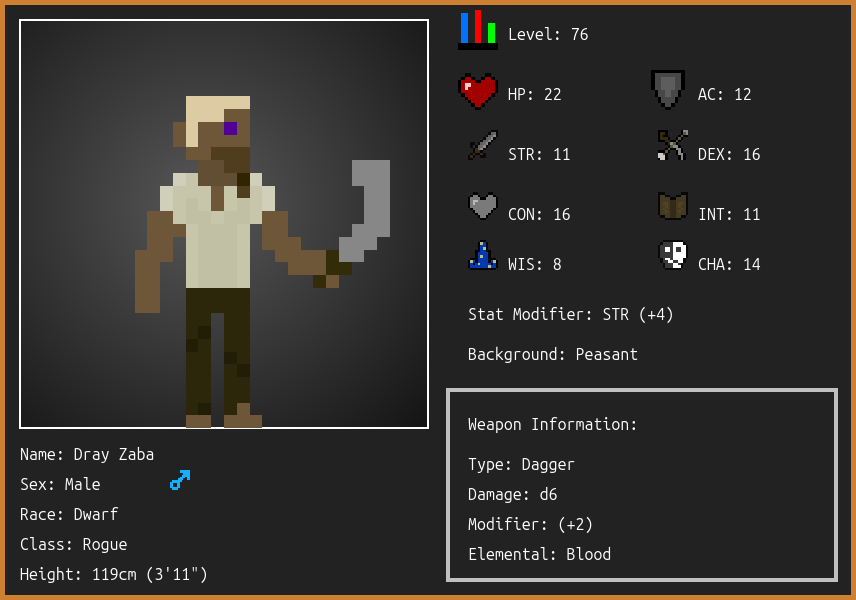 Level: 76
HP: 22
AC: 12
STR: 11
DEX: 16
CON: 16
INT: 11
WIS: 8
CHA: 14
Stat Modifier: STR (+4)
Background: Peasant
Weapon Information:
Type: Dagger
Damage: d6
Modifier: (+2)
Elemental: Blood
Name: Dray Zaba
Sex: Male
Race: Dwarf
Class: Rogue
Height: 119cm (3'11")